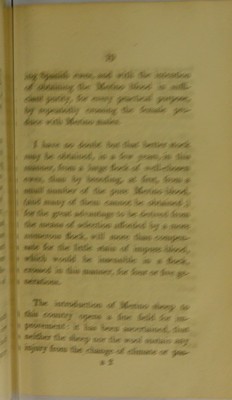 ing Spanish ewes, and with the intention
of obtaining the Merino blood in suffi-
cient purity, for every practical purpose,
by repeatedly crossing the female pro-
duce with Merino males.
I have no doubt but that better stock
may be obtained, in a few years, in this
manner, from a large flock of well-chosen
ewes, than by breeding, at first, from a
small number of the pure Merino blood,
(and many of them cannot be obtained,)
for the great advantage to be derived from
the means of selection afforded by a more
numerous flock, will more than compen-
sate for the little stain of impure blood,
which would be insensible in a flock,
crossed in this manner, for four or five ge-
nerations.
The introduction of Merino sheep to
this country opens a fine field for im-
provement: it has been ascertained, that
neither the sheep nor the wool sustain any
injury from the change of climate or pas-